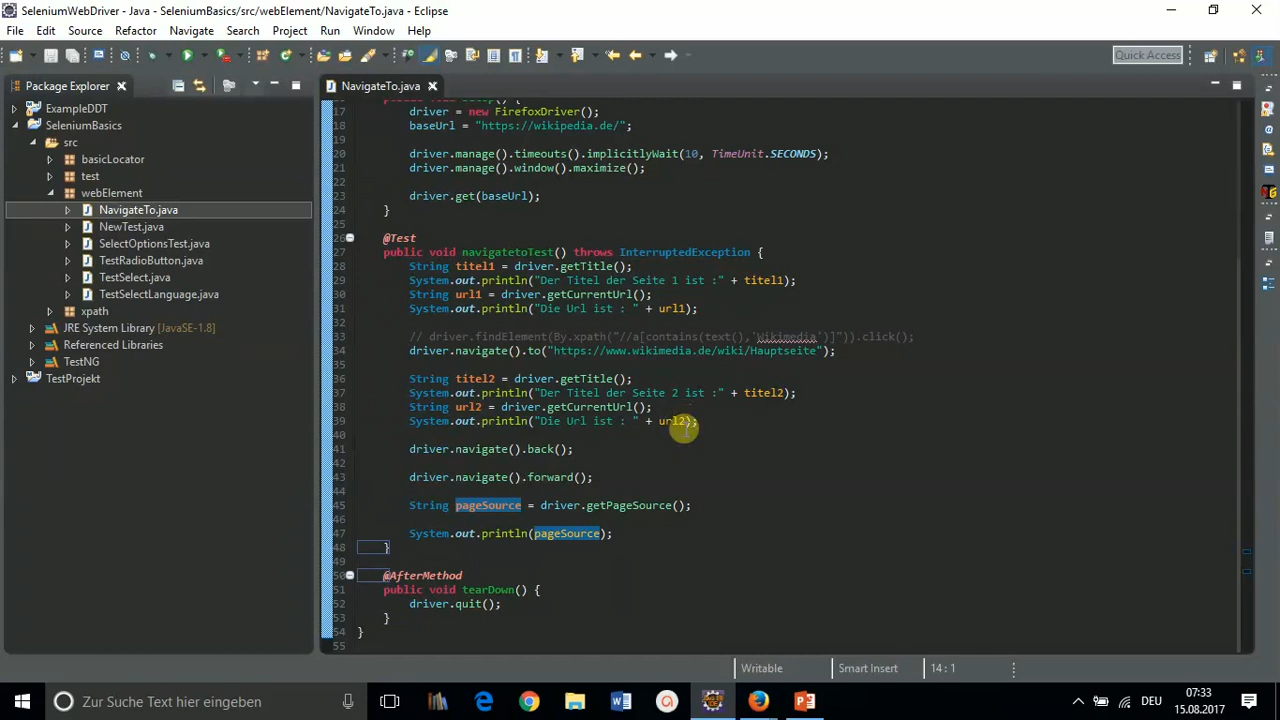 SeleniumWebDriver - Java - SeleniumBasics/src/webElement/NavigateTo.java - Eclipse
File Edit Source Refactor Navigate Search Project Run Window Help
Quick Access
Package Explorer
NavigateTo.java
ExampleDDT
SeleniumBasics
src
basicLocator
test
webElement
NavigateTo.java
NewTest.java
SelectOptionsTest.java
TestRadioButton.java
TestSelect.java
TestSelectLanguage.java
xpath
JRE System Library [JavaSE-1.8]
Referenced Libraries
TestNG
TestProjekt
17 driver = new FirefoxDriver();
18 baseUrl = "https://wikipedia.de/";
19
20 driver.manage().timeouts().implicitlyWait(10, TimeUnit.SECONDS);
21 driver.manage().window().maximize();
22
23 driver.get(baseUrl);
24 }
25
26 @Test
27 public void navigatetoTest() throws InterruptedException {
28 String titel1 = driver.getTitle();
29 System.out.println("Der Titel der Seite 1 ist :" + titel1);
30 String url1 = driver.getCurrentUrl();
31 System.out.println("Die Url ist : " + url1);
32
33 // driver.findElement(By.xpath("//a[contains(text(),'Wikimedia')]")).click();
34 driver.navigate().to("https://www.wikimedia.de/wiki/Hauptseite");
35
36 String titel2 = driver.getTitle();
37 System.out.println("Der Titel der Seite 2 ist :" + titel2);
38 String url2 = driver.getCurrentUrl();
39 System.out.println("Die Url ist : " + url2);
40
41 driver.navigate().back();
42
43 driver.navigate().forward();
44
45 String pageSource = driver.getPageSource();
46
47 System.out.println(pageSource);
48 }
49
50 @AfterMethod
51 public void tearDown() {
52 driver.quit();
53 }
54 }
55
Writable Smart Insert 14 : 1
Zur Suche Text hier eingeben
DEU
07:33
15.08.2017